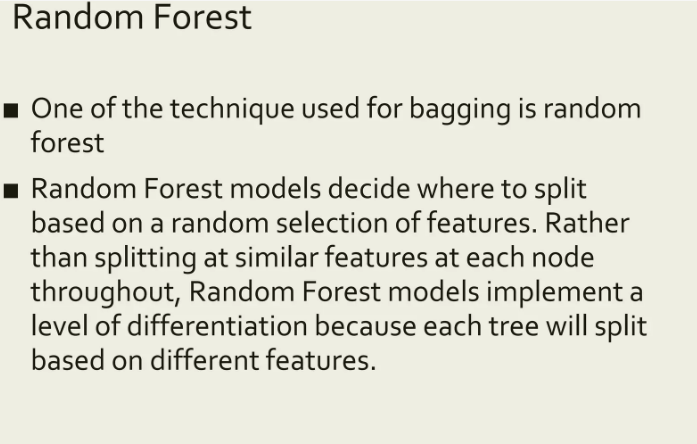 Random Forest
■ One of the technique used for bagging is random
forest
■ Random Forest models decide where to split
based on a random selection of features. Rather
than splitting at similar features at each node
throughout, Random Forest models implement a
level of differentiation because each tree will split
based on different features.